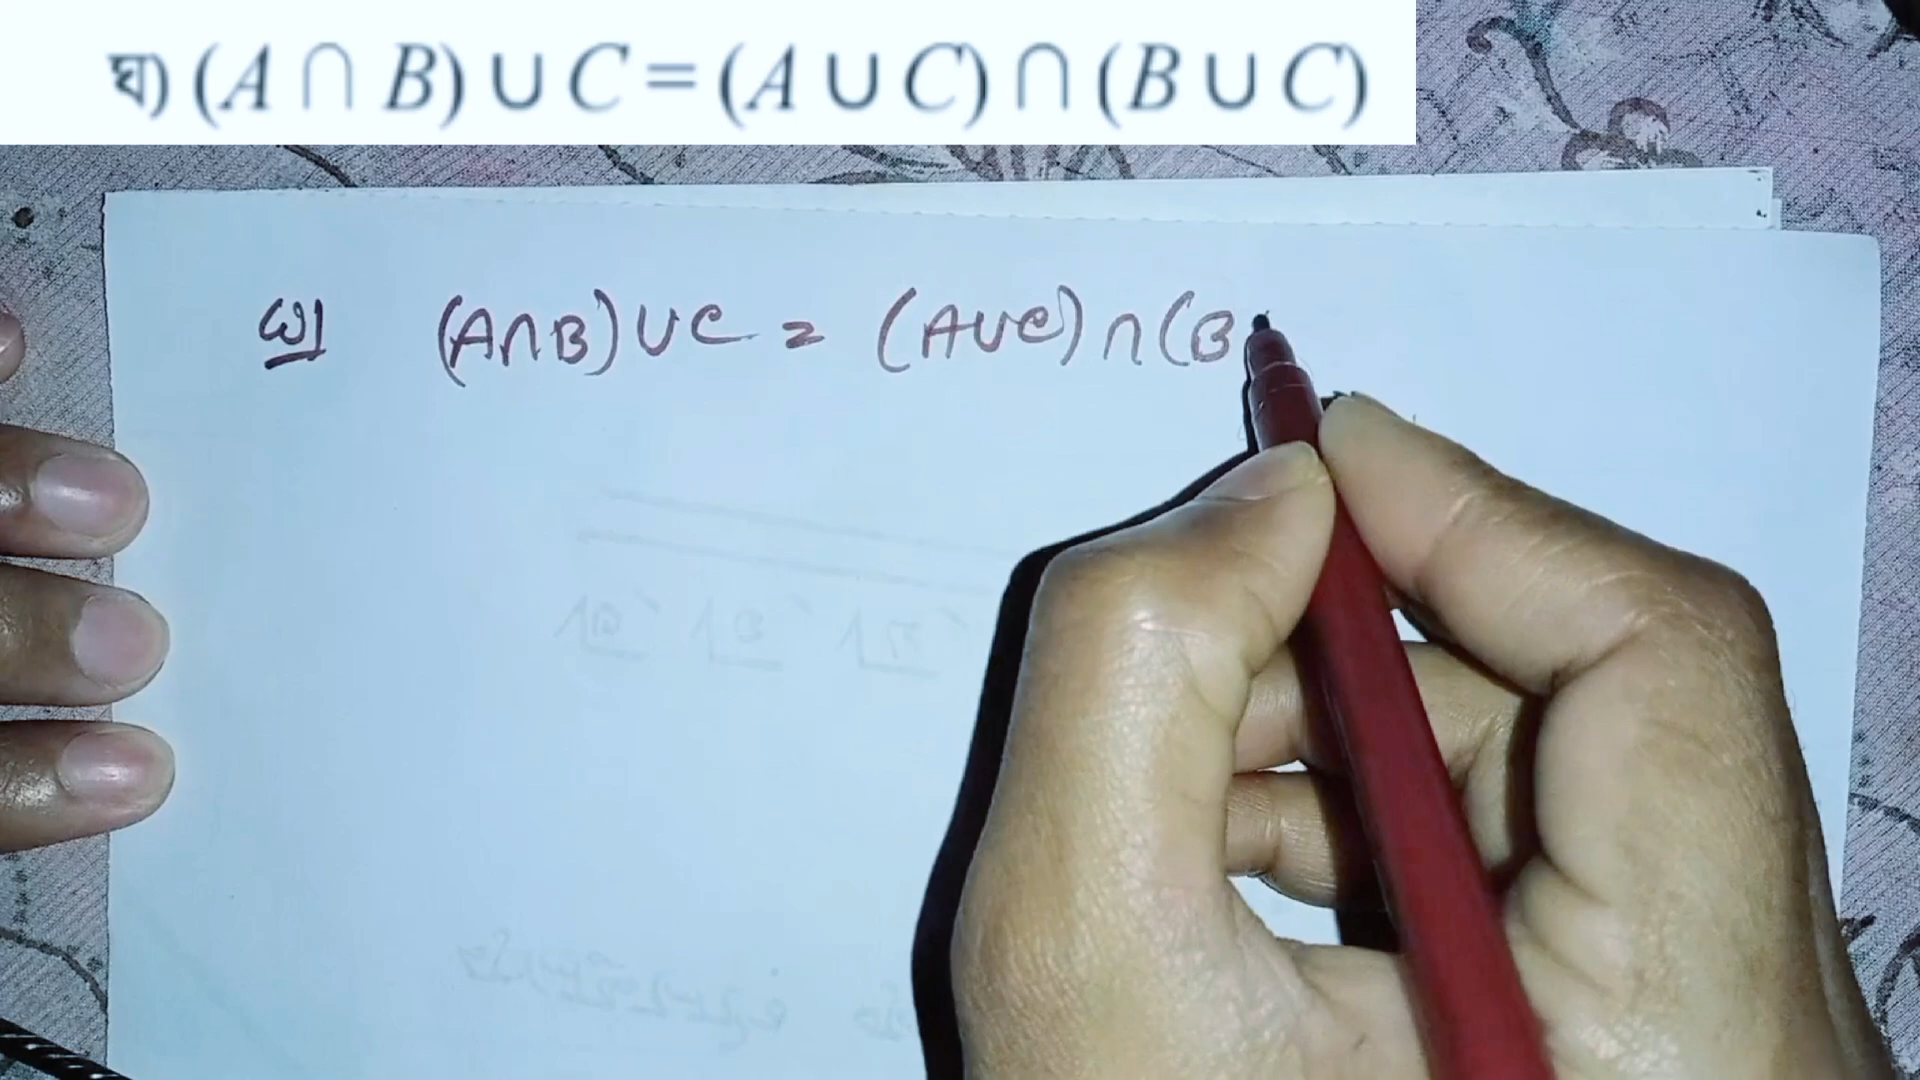 ঘ) (A ∩ B) ∪ C = (A ∪ C) ∩ (B ∪ C)
ঘ) (A∩B)∪C = (A∪C)∩(B